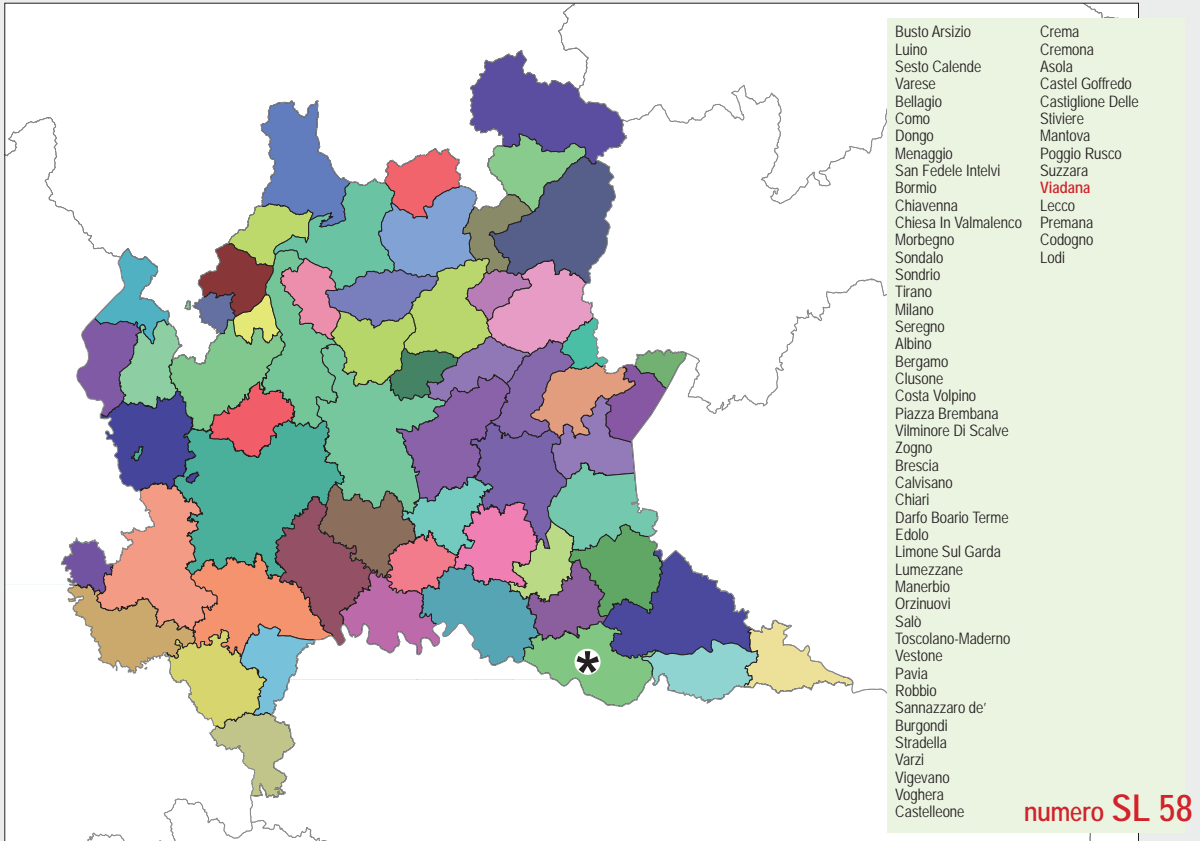 Busto Arsizio
Luino
Sesto Calende
Varese
Bellagio
Como
Dongo
Menaggio
San Fedele Intelvi
Bormio
Chiavenna
Chiesa In Valmalenco
Morbegno
Sondalo
Sondrio
Tirano
Milano
Seregno
Albino
Bergamo
Clusone
Costa Volpino
Piazza Brembana
Vilminore Di Scalve
Zogno
Brescia
Calvisano
Chiari
Darfo Boario Terme
Edolo
Limone Sul Garda
Lumezzane
Manerbio
Orzinuovi
Salò
Toscolano-Maderno
Vestone
Pavia
Robbio
Sannazzaro de'
Burgondi
Stradella
Varzi
Vigevano
Voghera
Castelleone
Crema
Cremona
Asola
Castel Goffredo
Castiglione Delle
Stiviere
Mantova
Poggio Rusco
Suzzara
Viadana
Lecco
Premana
Codogno
Lodi
*
numero SL 58